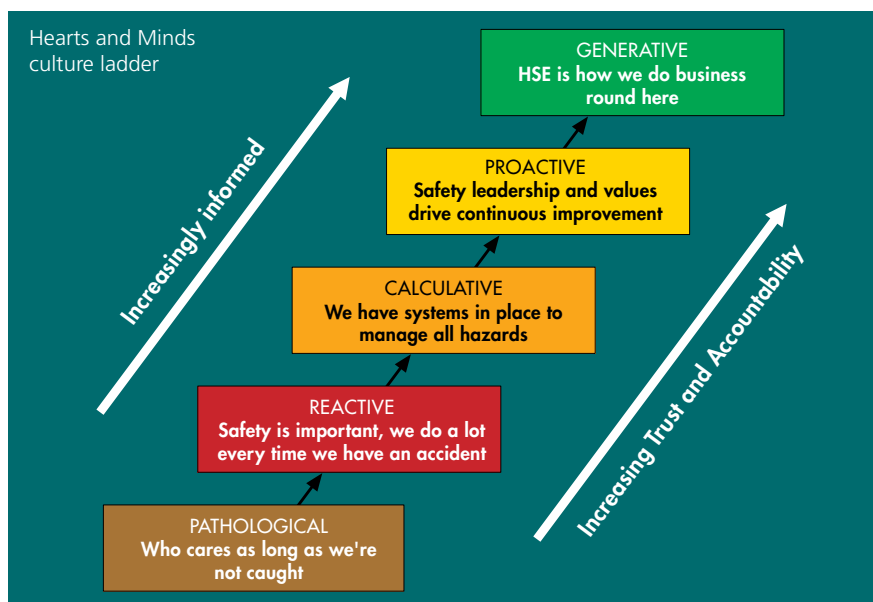 Hearts and Minds
culture ladder
GENERATIVE
HSE is how we do business
round here
PROACTIVE
Safety leadership and values
drive continuous improvement
CALCULATIVE
We have systems in place to
manage all hazards
REACTIVE
Safety is important, we do a lot
every time we have an accident
PATHOLOGICAL
Who cares as long as we're
not caught
Increasingly informed
Increasing Trust and Accountability